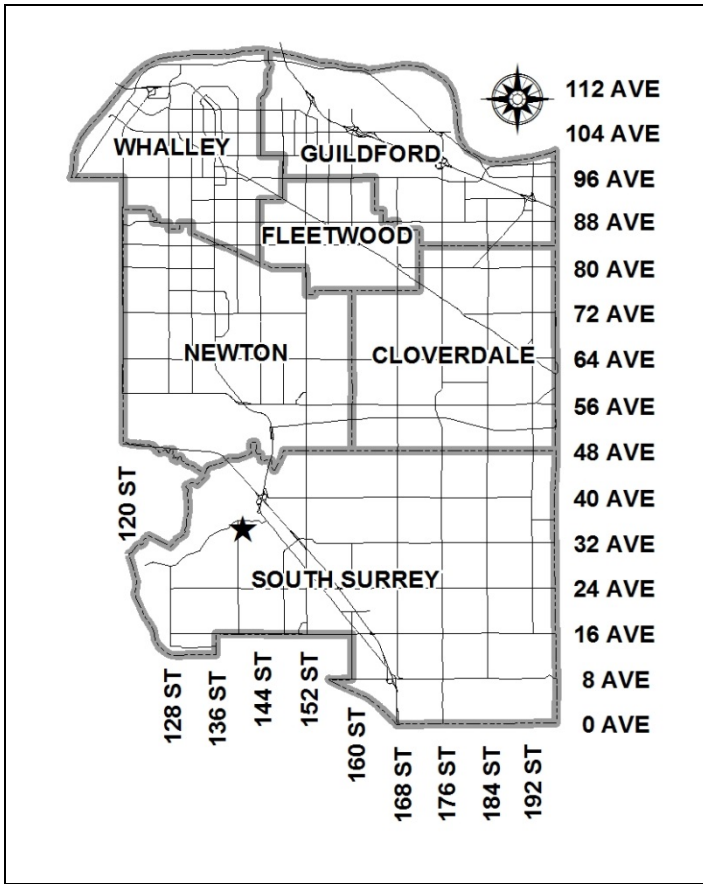 112 AVE
104 AVE
WHALLEY
GUILDFORD
96 AVE
88 AVE
FLEETWOOD
80 AVE
72 AVE
NEWTON
CLOVERDALE
64 AVE
56 AVE
48 AVE
120 ST
40 AVE
32 AVE
SOUTH SURREY
24 AVE
16 AVE
8 AVE
0 AVE
128 ST
136 ST
144 ST
152 ST
160 ST
168 ST
176 ST
184 ST
192 ST